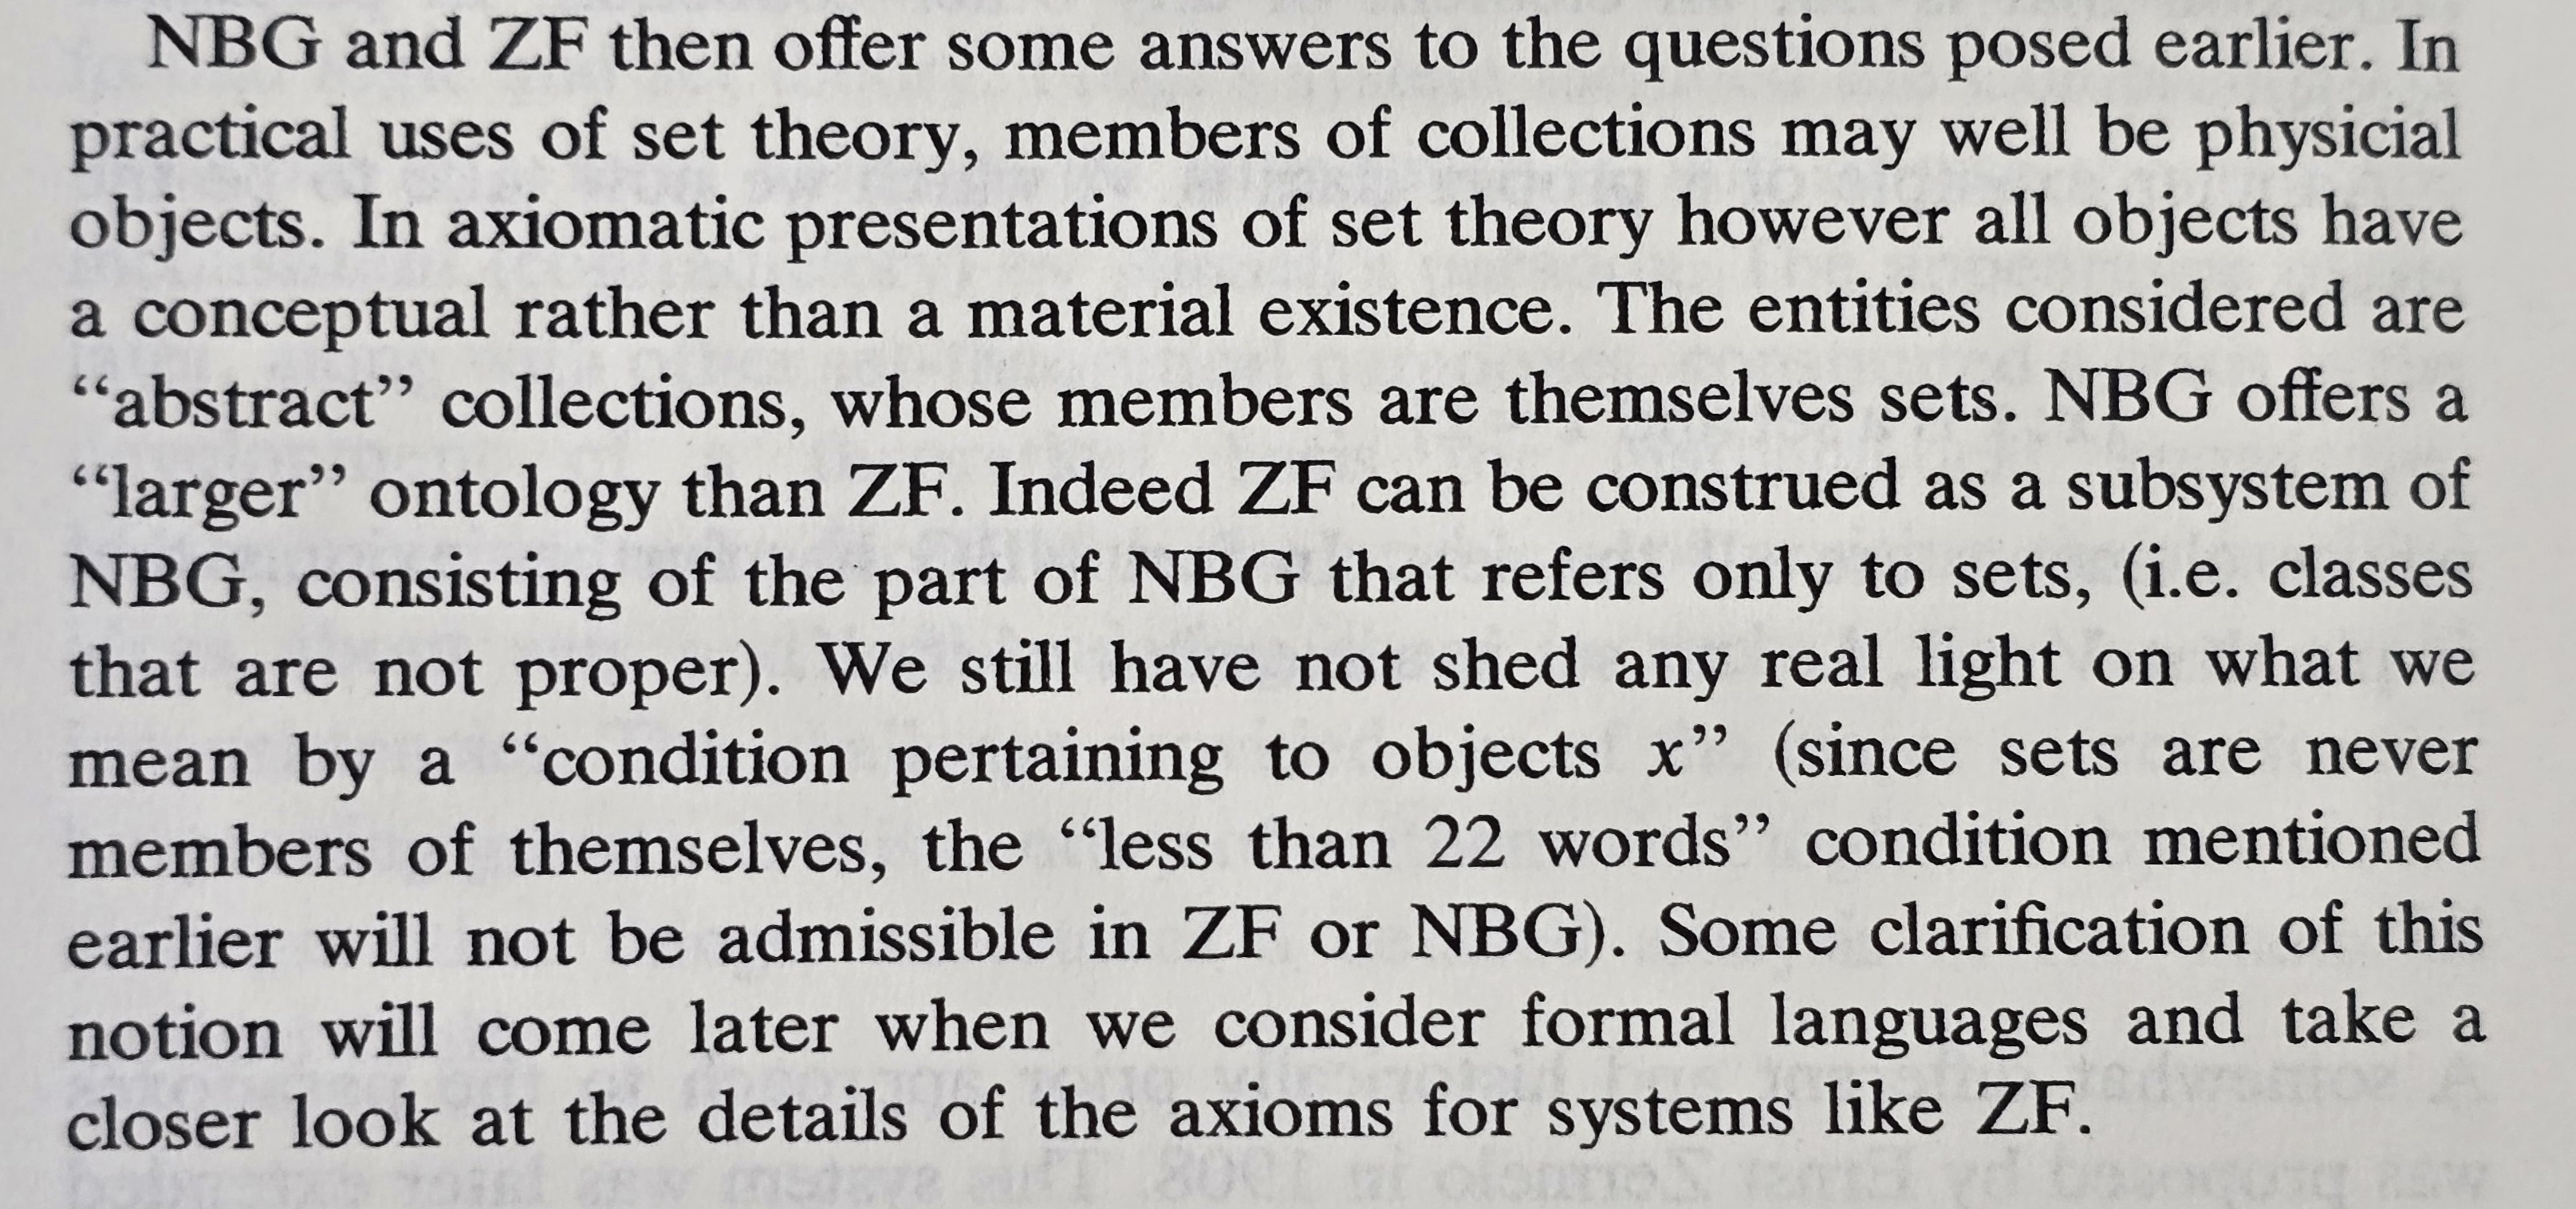 NBG and ZF then offer some answers to the questions posed earlier. In
practical uses of set theory, members of collections may well be physicial
objects. In axiomatic presentations of set theory however all objects have
a conceptual rather than a material existence. The entities considered are
“abstract” collections, whose members are themselves sets. NBG offers a
“larger” ontology than ZF. Indeed ZF can be construed as a subsystem of
NBG, consisting of the part of NBG that refers only to sets, (i.e. classes
that are not proper). We still have not shed any real light on what we
mean by a “condition pertaining to objects x” (since sets are never
members of themselves, the “less than 22 words” condition mentioned
earlier will not be admissible in ZF or NBG). Some clarification of this
notion will come later when we consider formal languages and take a
closer look at the details of the axioms for systems like ZF.